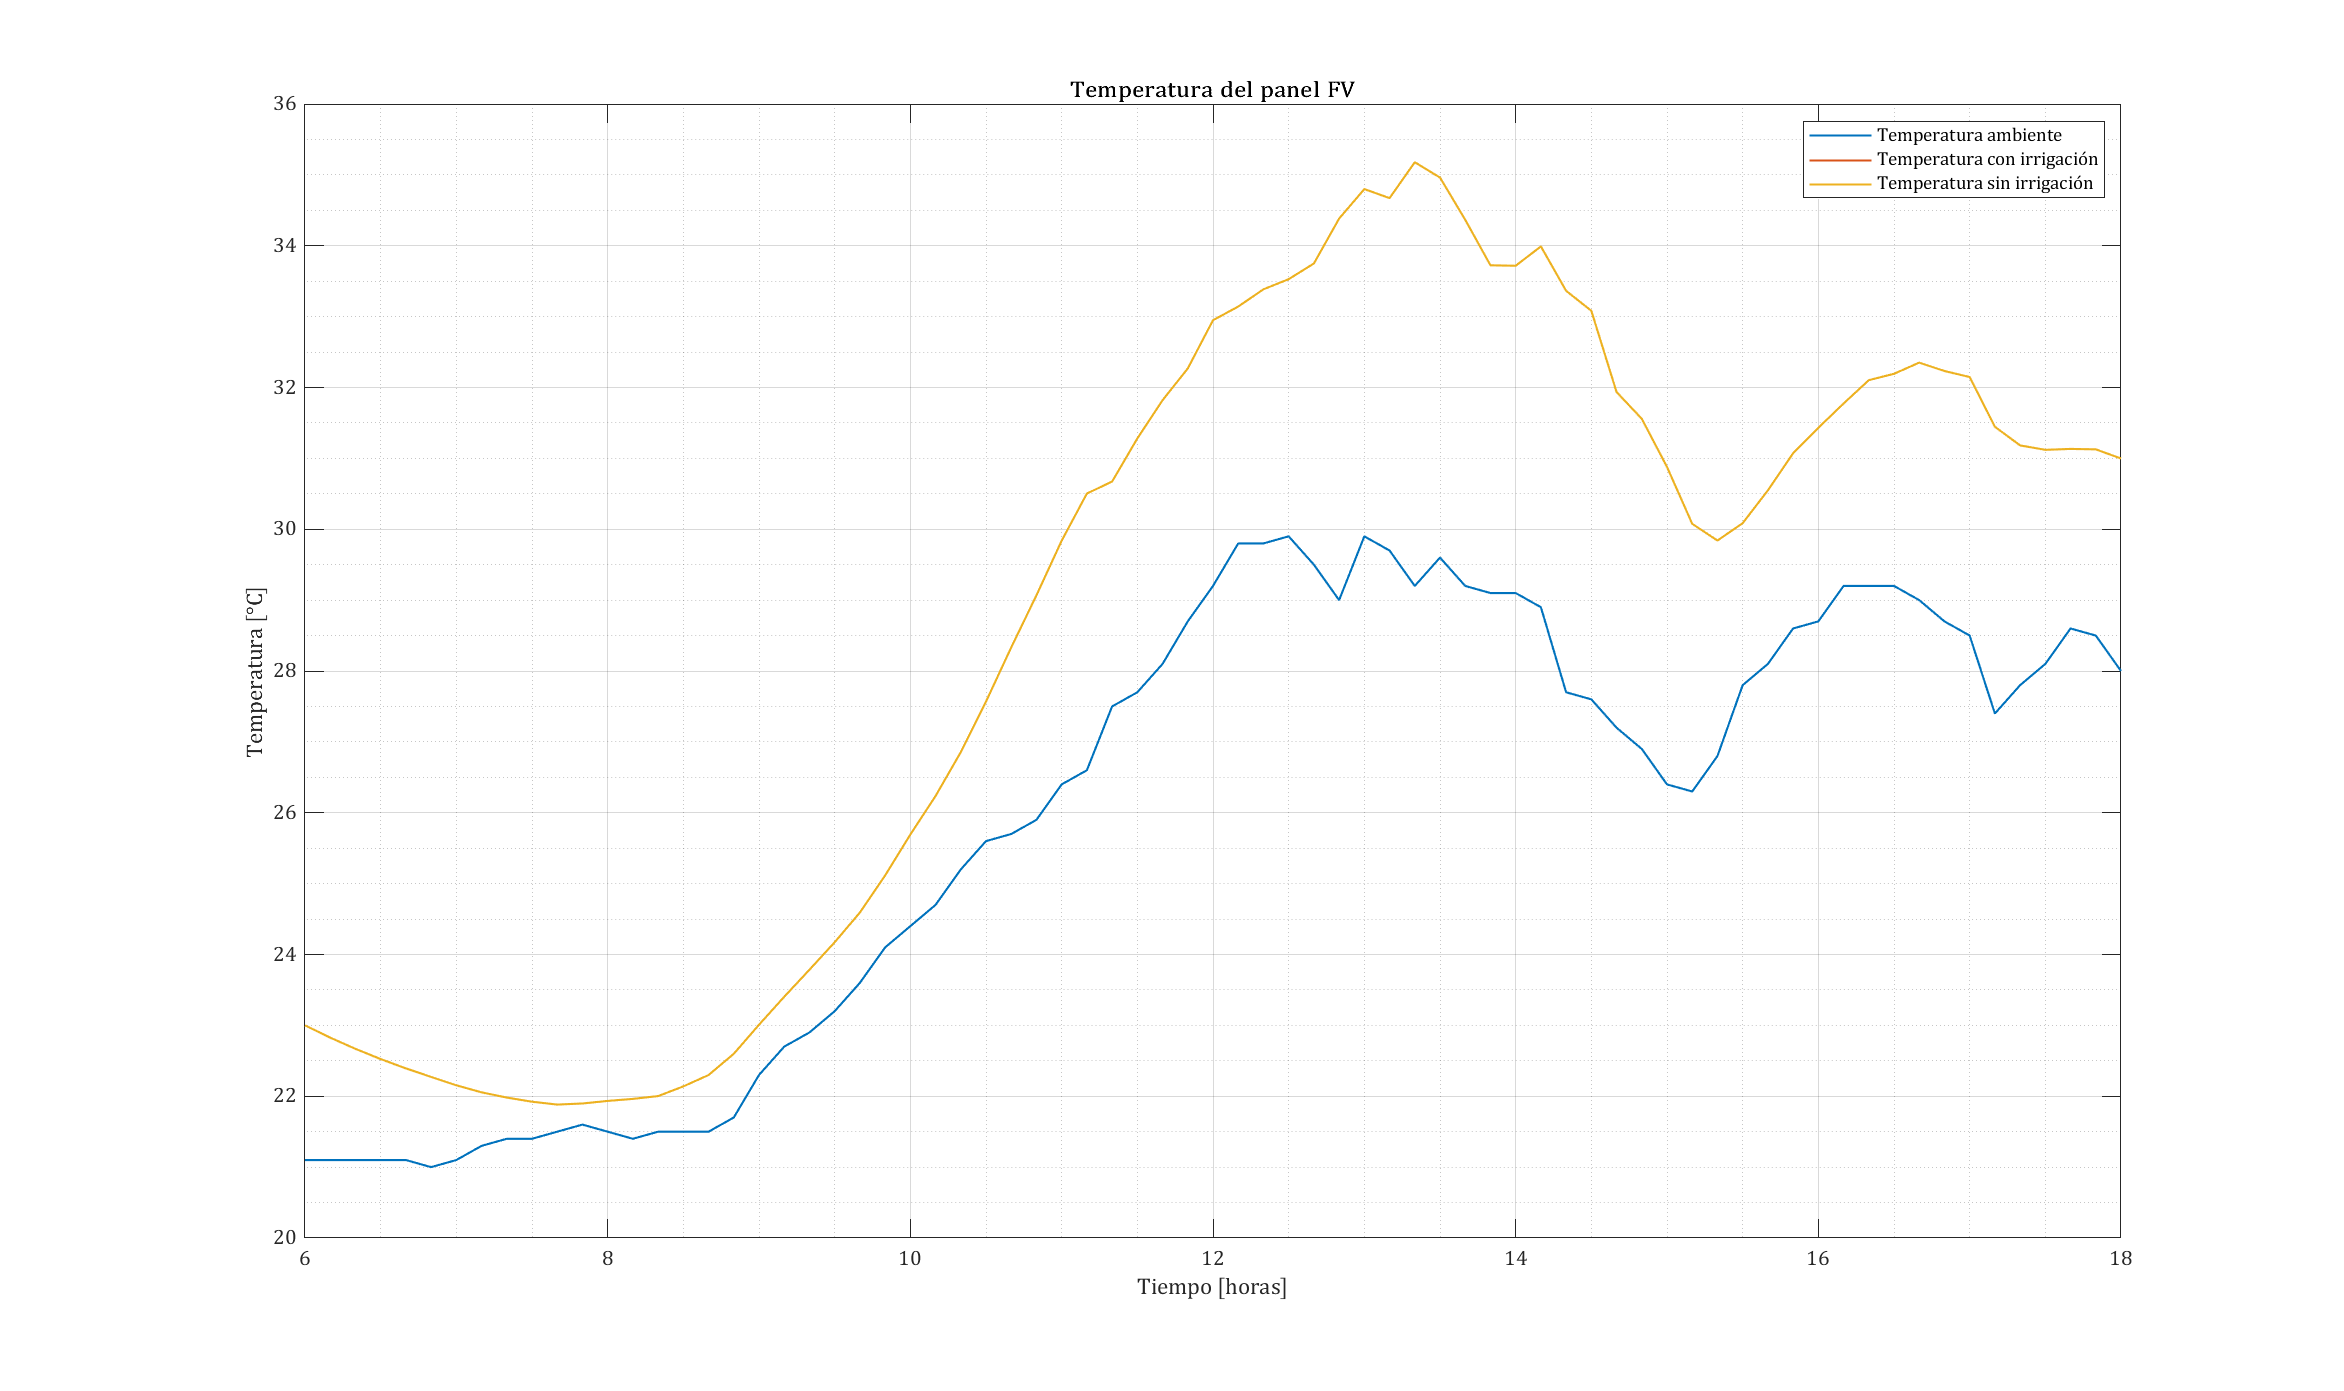 Temperatura del panel FV
36
34
32
30
28
26
24
22
20
Temperatura [°C]
6 8 10 12 14 16 18
Tiempo [horas]
Temperatura ambiente
Temperatura con irrigación
Temperatura sin irrigación